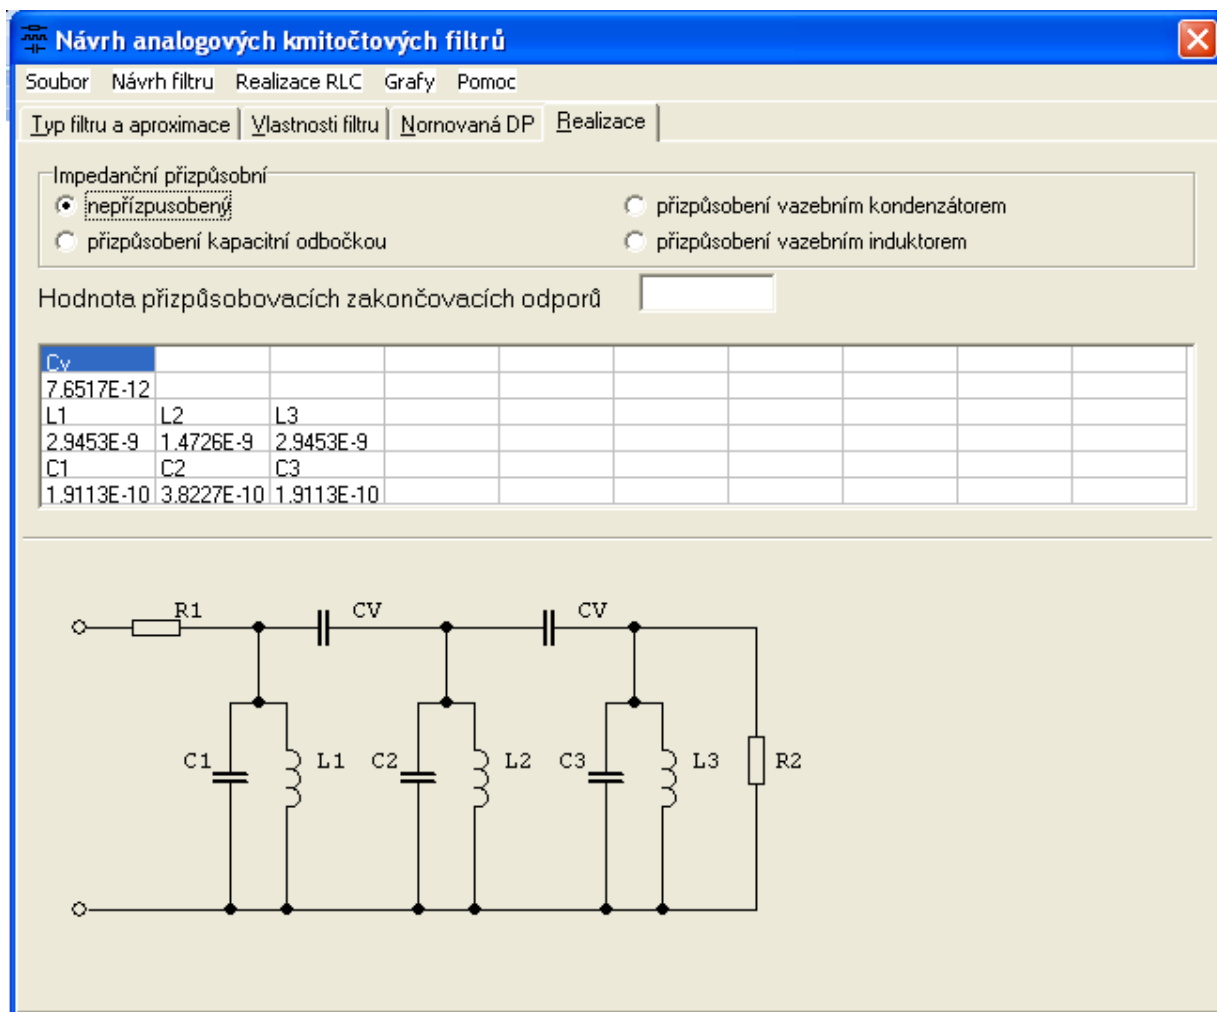 Návrh analogových kmitočtových filtrů
Soubor Návrh filtru Realizace RLC Grafy Pomoc
Typ filtru a aproximace Vlastnosti filtru Nornovaná DP Realizace
Impedanční přizpůsobní
nepřízpusobený přizpůsobení vazebním kondenzátorem
přizpůsobení kapacitní odbočkou přizpůsobení vazebním induktorem
Hodnota přizpůsobovacích zakončovacích odporů
Cv
7.6517E-12
L1 L2 L3
2.9453E-9 1.4726E-9 2.9453E-9
C1 C2 C3
1.9113E-10 3.8227E-10 1.9113E-10
R1 CV CV
C1 L1 C2 L2 C3 L3 R2